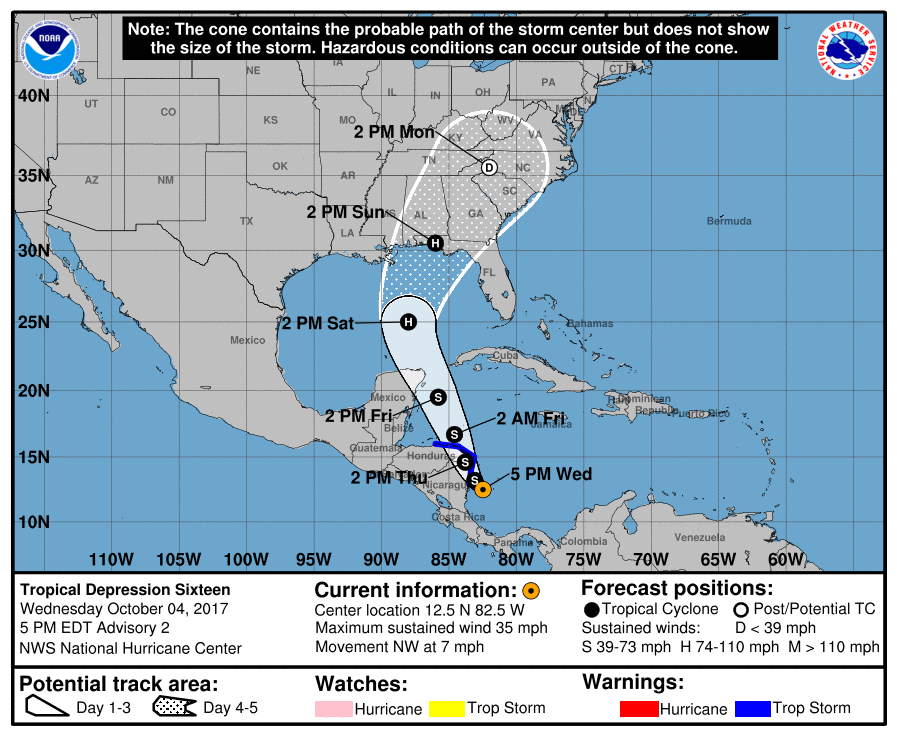 Note: The cone contains the probable path of the storm center but does not show
the size of the storm. Hazardous conditions can occur outside of the cone.
NOAA
NATIONAL WEATHER SERVICE
NE
IA
IL
IN
OH
PA
CT
40N
UT
CO
KS
MO
WV
VA
DE
KY
2 PM Mon
D
35N
AZ
NM
OK
AR
TN
NC
SC
2 PM Sun
MS
AL
GA
TX
LA
Bermuda
30N
H
FL
25N
2 PM Sat
H
Bahamas
Mexico
Cuba
20N
Mexico
S
2 PM Fri
2 AM Fri
Haiti
Dominican
Republic
Puerto Rico
Jamaica
Belize
S
Guatemala
Honduras
15N
S
2 PM Thu
Nicaragua
S
5 PM Wed
10N
Costa Rica
Panama
Colombia
Venezuela
110W 105W 100W 95W 90W 85W 80W 75W 70W 65W 60W
Tropical Depression Sixteen
Wednesday October 04, 2017
5 PM EDT Advisory 2
NWS National Hurricane Center
Current information:
Center location 12.5 N 82.5 W
Maximum sustained wind 35 mph
Movement NW at 7 mph
Forecast positions:
Tropical Cyclone Post/Potential TC
Sustained winds: D < 39 mph
S 39-73 mph H 74-110 mph M > 110 mph
Potential track area:
Day 1-3 Day 4-5
Watches:
Hurricane Trop Storm
Warnings:
Hurricane Trop Storm